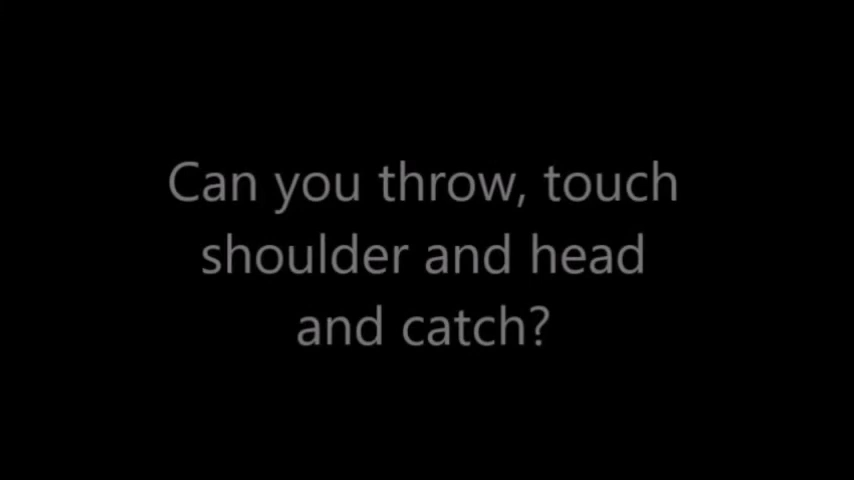 Can you throw, touch
shoulder and head
and catch?